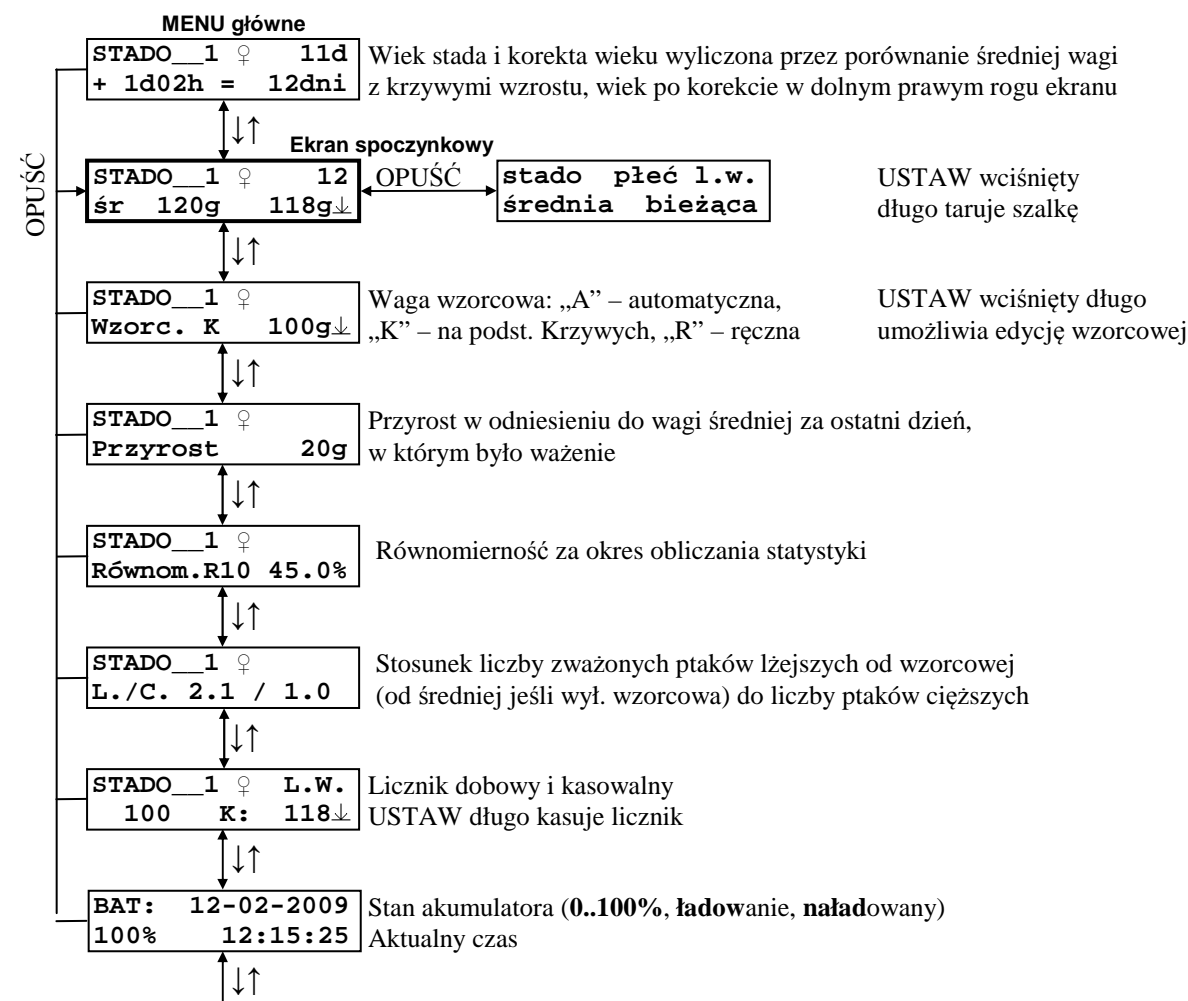 MENU główne
STADO__1 ♀ 11d
+ 1d02h = 12dni
Wiek stada i korekta wieku wyliczona przez porównanie średniej wagi
z krzywymi wzrostu, wiek po korekcie w dolnym prawym rogu ekranu
↓↑
Ekran spoczynkowy
OPUŚĆ
STADO__1 ♀ 12
śr 120g 118g↓
OPUŚĆ
stado płeć l.w.
średnia bieżąca
USTAW wciśnięty
długo taruje szalkę
↓↑
STADO__1 ♀
Wzorc. K 100g↓
Waga wzorcowa: „A” – automatyczna,
„K” – na podst. Krzywych, „R” – ręczna
USTAW wciśnięty długo
umożliwia edycję wzorcowej
↓↑
STADO__1 ♀
Przyrost 20g
Przyrost w odniesieniu do wagi średniej za ostatni dzień,
w którym było ważenie
↓↑
STADO__1 ♀
Równom.R10 45.0%
Równomierność za okres obliczania statystyki
↓↑
STADO__1 ♀
L./C. 2.1 / 1.0
Stosunek liczby zważonych ptaków lżejszych od wzorcowej
(od średniej jeśli wył. wzorcowa) do liczby ptaków cięższych
↓↑
STADO__1 ♀ L.W.
100 K: 118↓
Licznik dobowy i kasowalny
USTAW długo kasuje licznik
↓↑
BAT: 12-02-2009
100% 12:15:25
Stan akumulatora (0..100%, ładowanie, naładowany)
Aktualny czas
↓↑